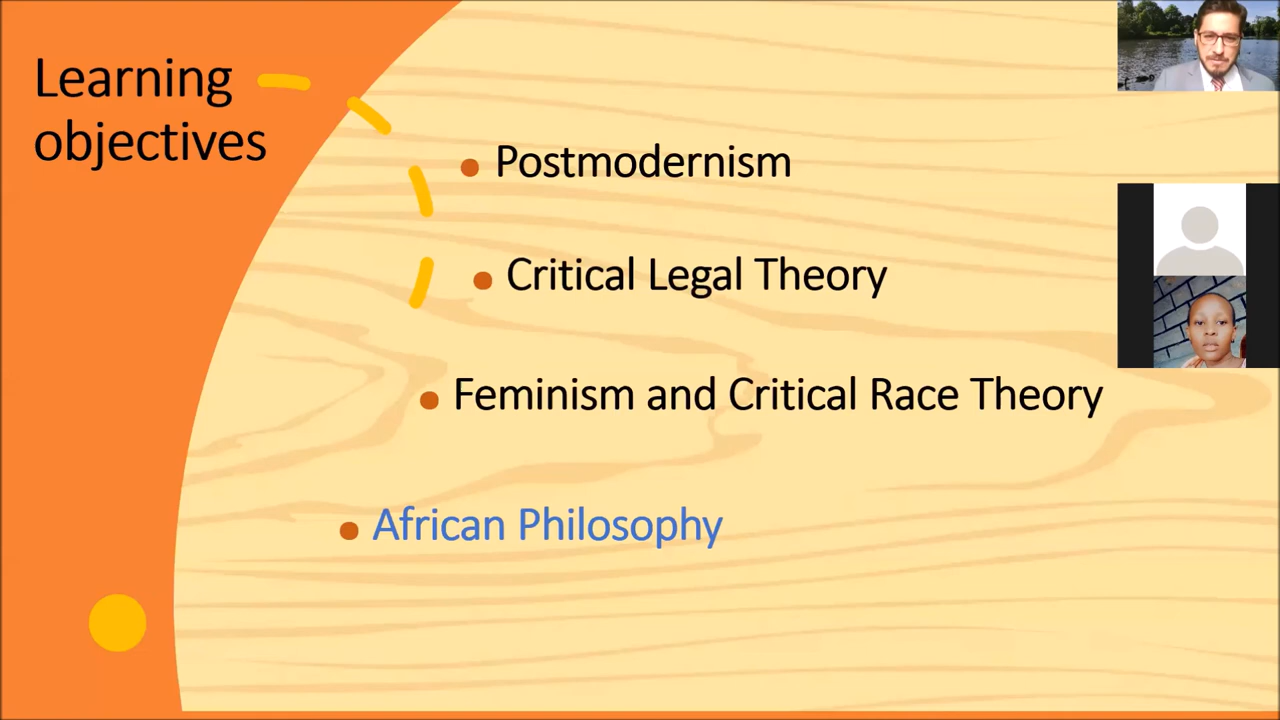 Learning
objectives
Postmodernism
Critical Legal Theory
Feminism and Critical Race Theory
African Philosophy